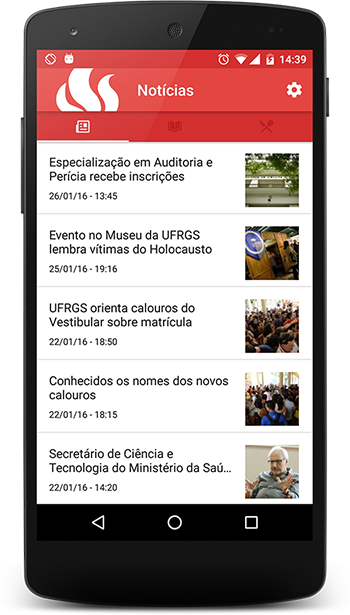 14:39
Notícias
Especialização em Auditoria e
Perícia recebe inscrições
26/01/16 - 13:45
Evento no Museu da UFRGS
lembra vítimas do Holocausto
25/01/16 - 19:16
UFRGS orienta calouros do
Vestibular sobre matrícula
22/01/16 - 18:50
Conhecidos os nomes dos novos
calouros
22/01/16 - 18:15
Secretário de Ciência e
Tecnologia do Ministério da Saú...
22/01/16 - 14:20